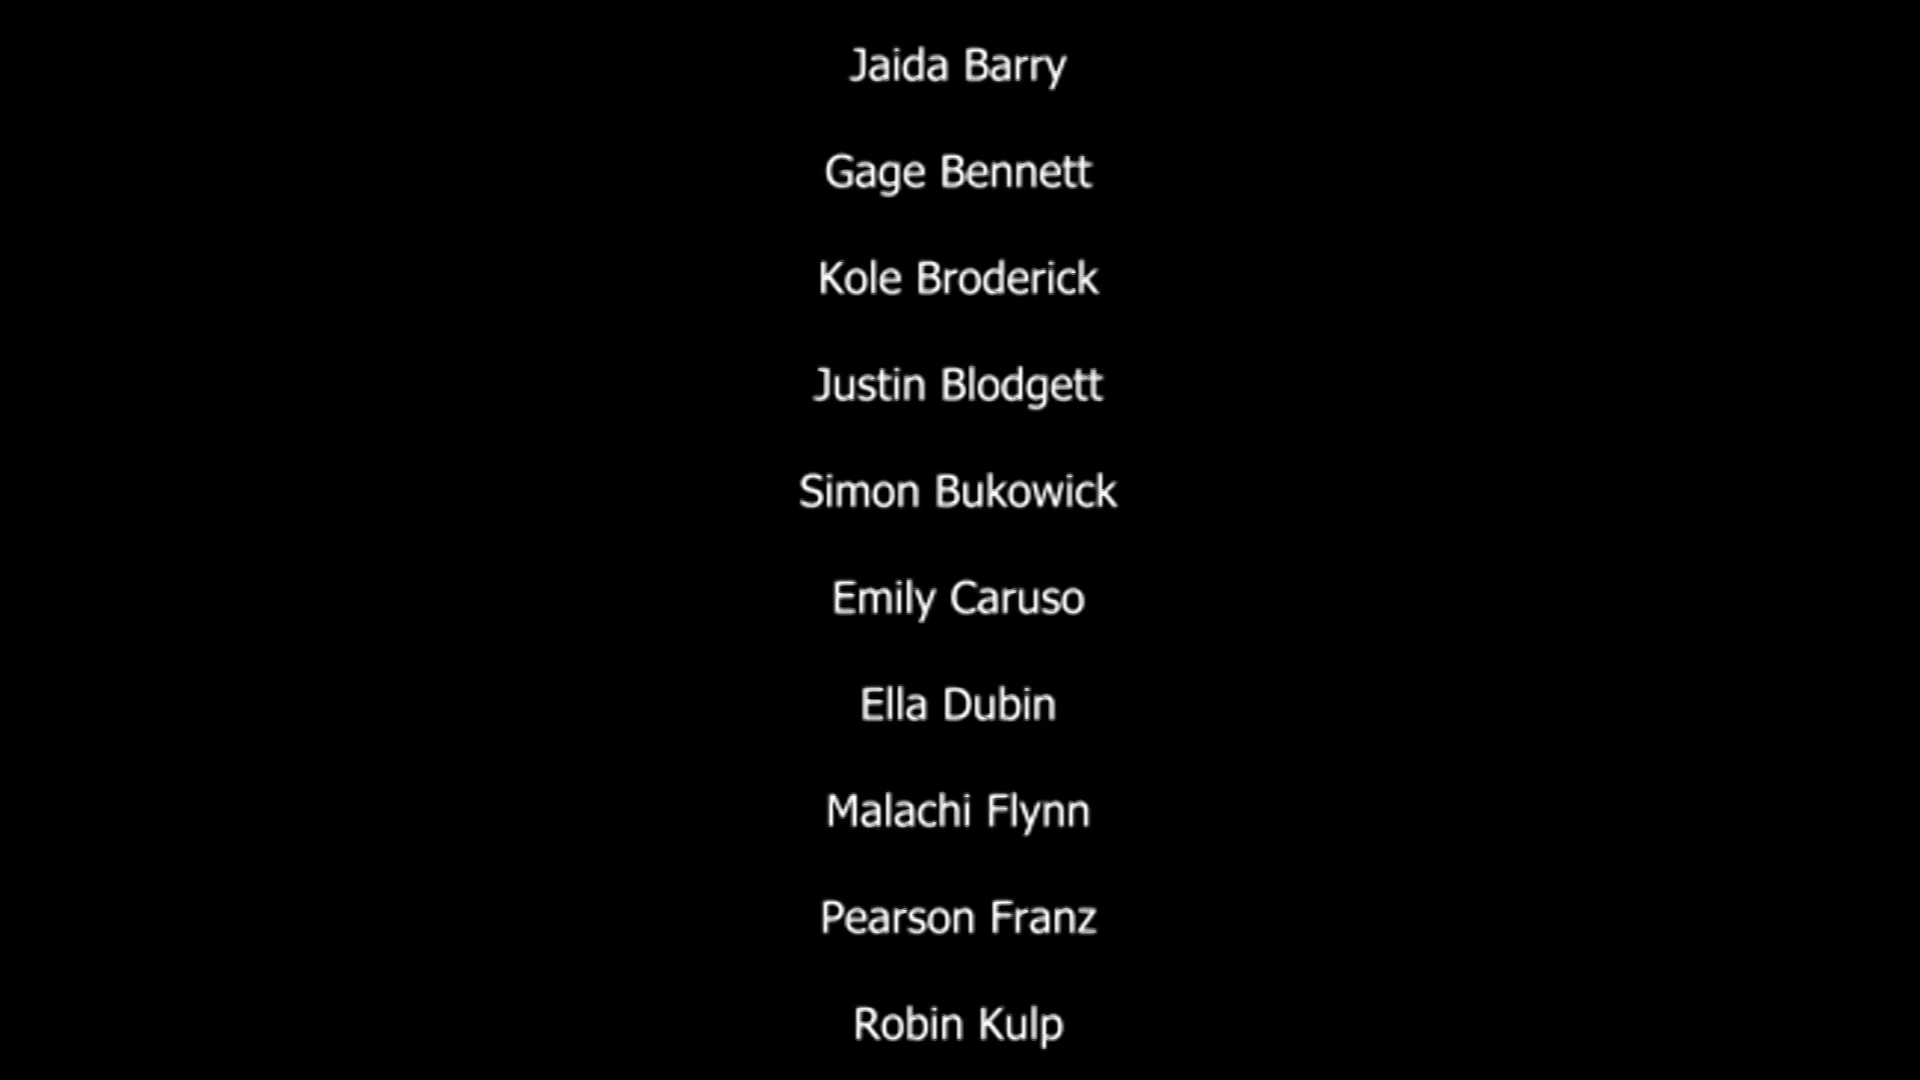 Jaida Barry
Gage Bennett
Kole Broderick
Justin Blodgett
Simon Bukowick
Emily Caruso
Ella Dubin
Malachi Flynn
Pearson Franz
Robin Kulp